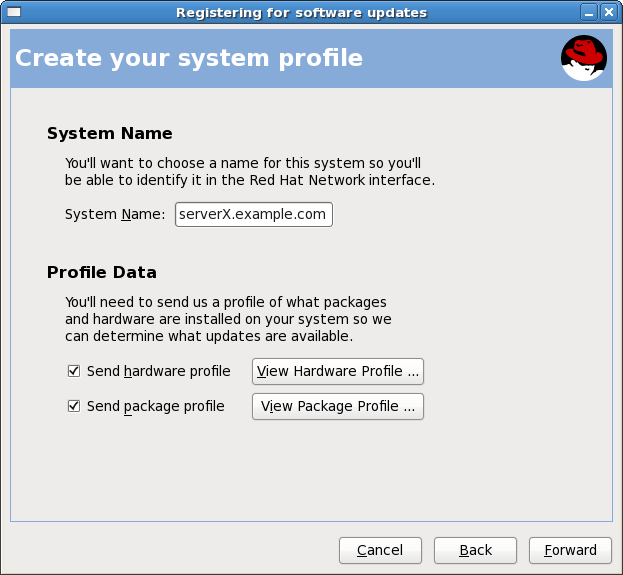 Registering for software updates
Create your system profile
System Name
You'll want to choose a name for this system so you'll
be able to identify it in the Red Hat Network interface.
System Name: serverX.example.com
Profile Data
You'll need to send us a profile of what packages
and hardware are installed on your system so we
can determine what updates are available.
Send hardware profile View Hardware Profile ...
Send package profile View Package Profile ...
Cancel Back Forward